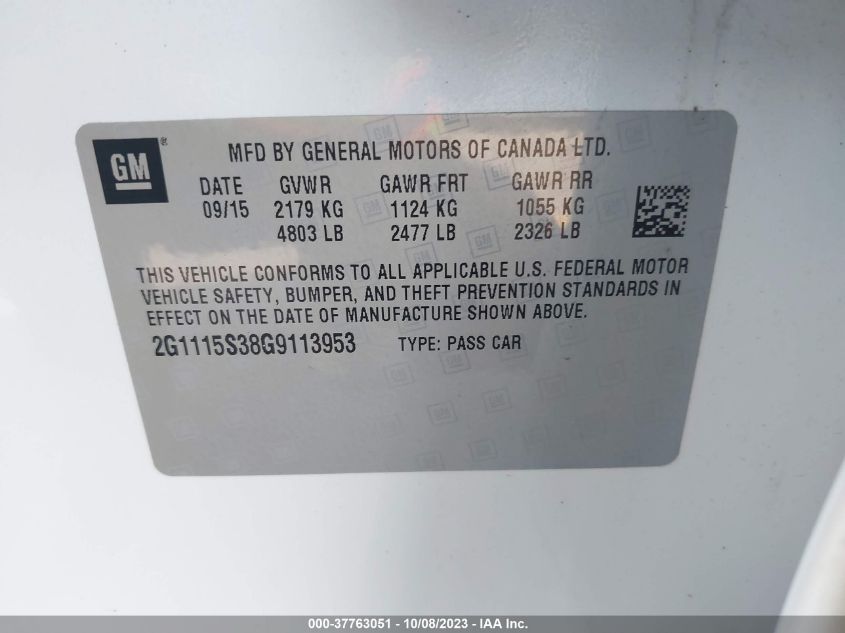 GM ®
MFD BY GENERAL MOTORS OF CANADA LTD.
DATE GVWR GAWR FRT GAWR RR
09/15 2179 KG 1124 KG 1055 KG
4803 LB 2477 LB 2326 LB
THIS VEHICLE CONFORMS TO ALL APPLICABLE U.S. FEDERAL MOTOR
VEHICLE SAFETY, BUMPER, AND THEFT PREVENTION STANDARDS IN
EFFECT ON THE DATE OF MANUFACTURE SHOWN ABOVE.
2G1115S38G9113953 TYPE: PASS CAR
000-37763051 - 10/08/2023 - IAA Inc.